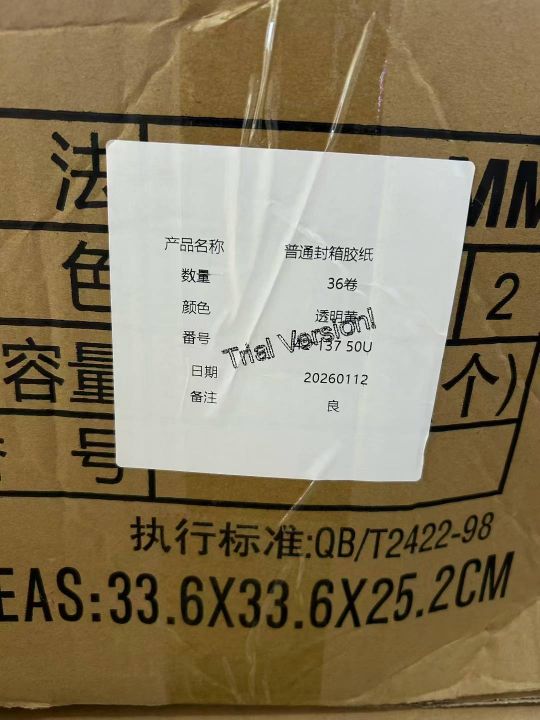 法
MM
产品名称 普通封箱胶纸
数量 36卷
色 颜色 透明黄 2
Trial Version!
番号 137 50U
容量 个)
日期 20260112
备注 良
号
执行标准:QB/T2422-98
EAS:33.6X33.6X25.2CM